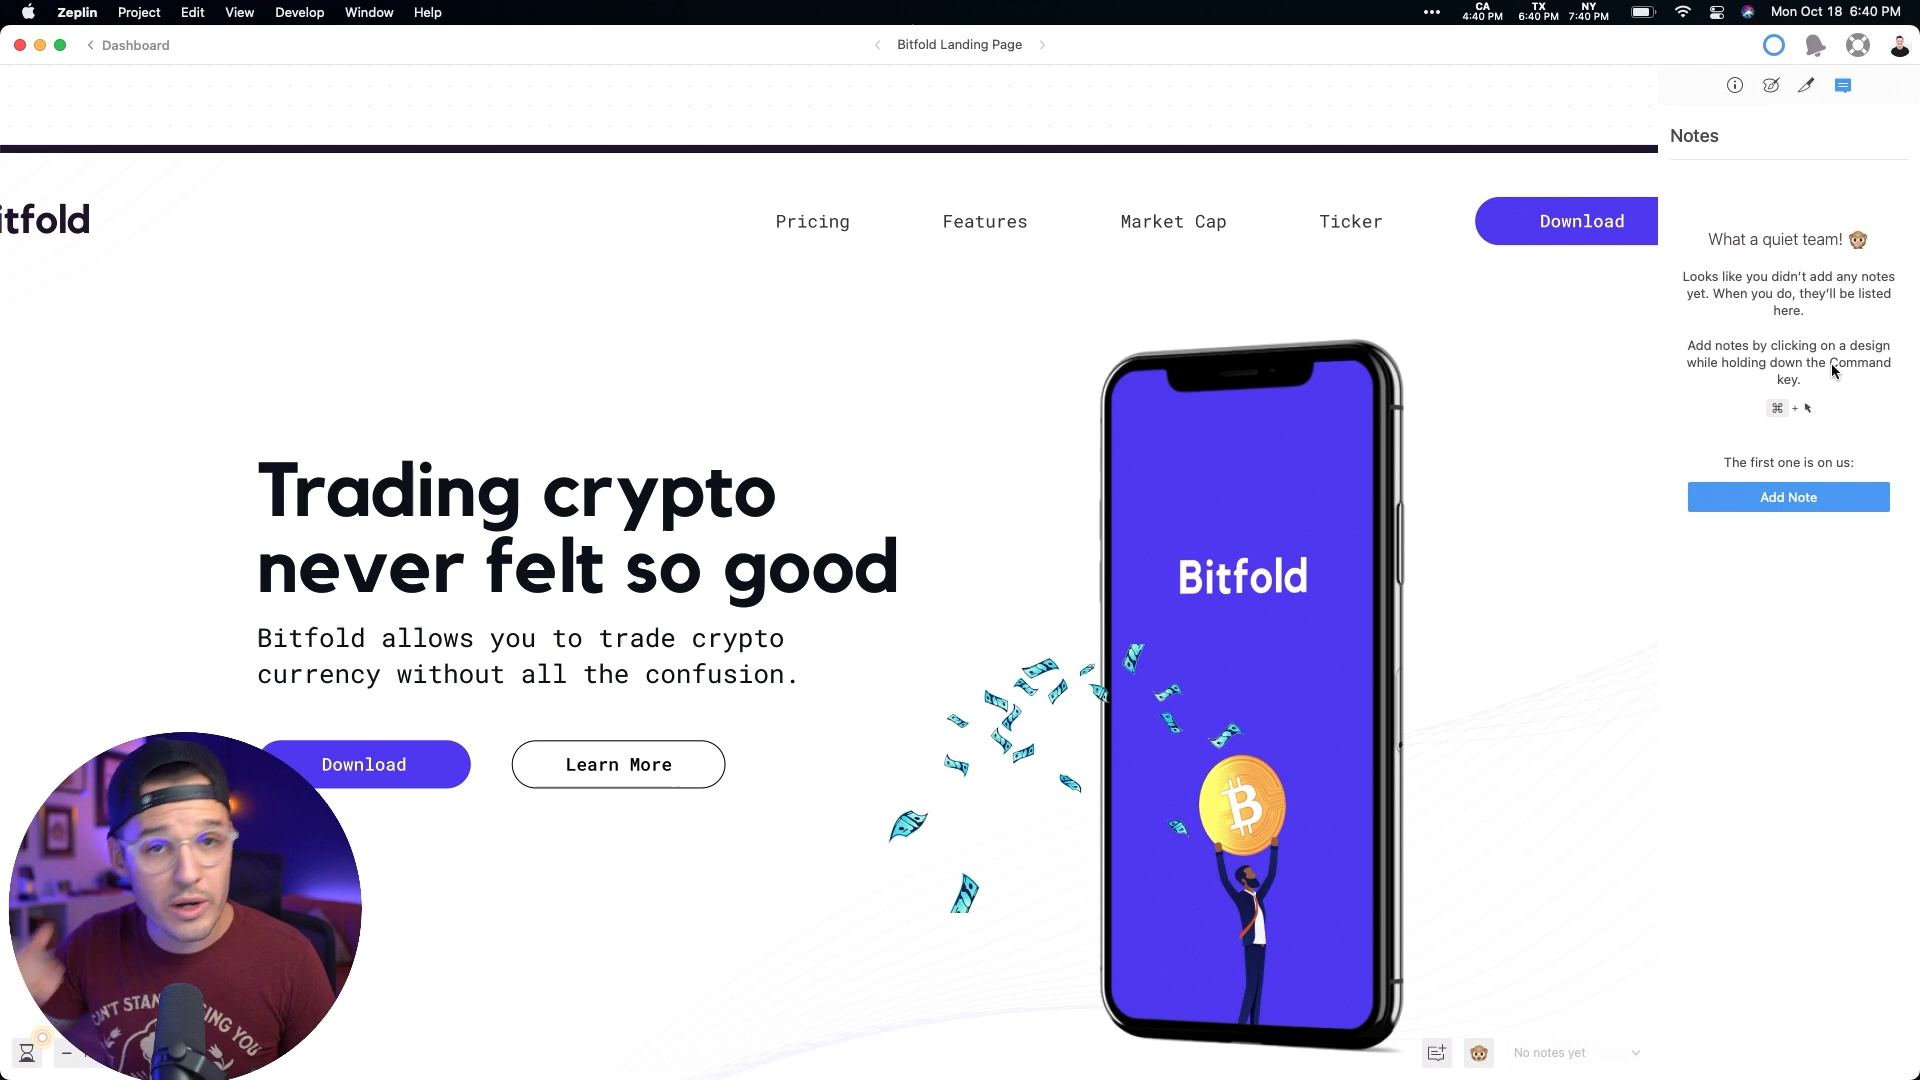 Zeplin Project Edit View Develop Window Help
CA
4:40 PM
TX
6:40 PM
NY
7:40 PM
Mon Oct 18 6:40 PM
Dashboard
Bitfold Landing Page
itfold
Pricing
Features
Market Cap
Ticker
Download
Notes
What a quiet team!
Looks like you didn’t add any notes
yet. When you do, they’ll be listed
here.
Add notes by clicking on a design
while holding down the Command
key.
⌘ +
The first one is on us:
Add Note
Trading crypto
never felt so good
Bitfold allows you to trade crypto
currency without all the confusion.
Download
Learn More
Bitfold
₿
No notes yet